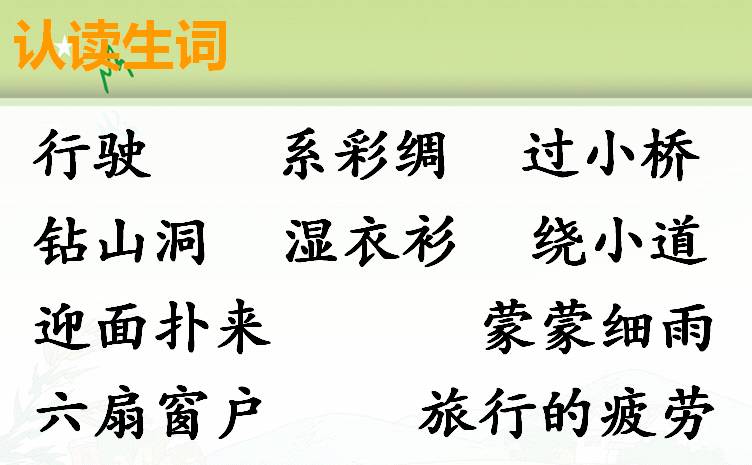 认读生词
行驶 系彩绸 过小桥
钻山洞 湿衣衫 绕小道
迎面扑来 蒙蒙细雨
六扇窗户 旅行的疲劳